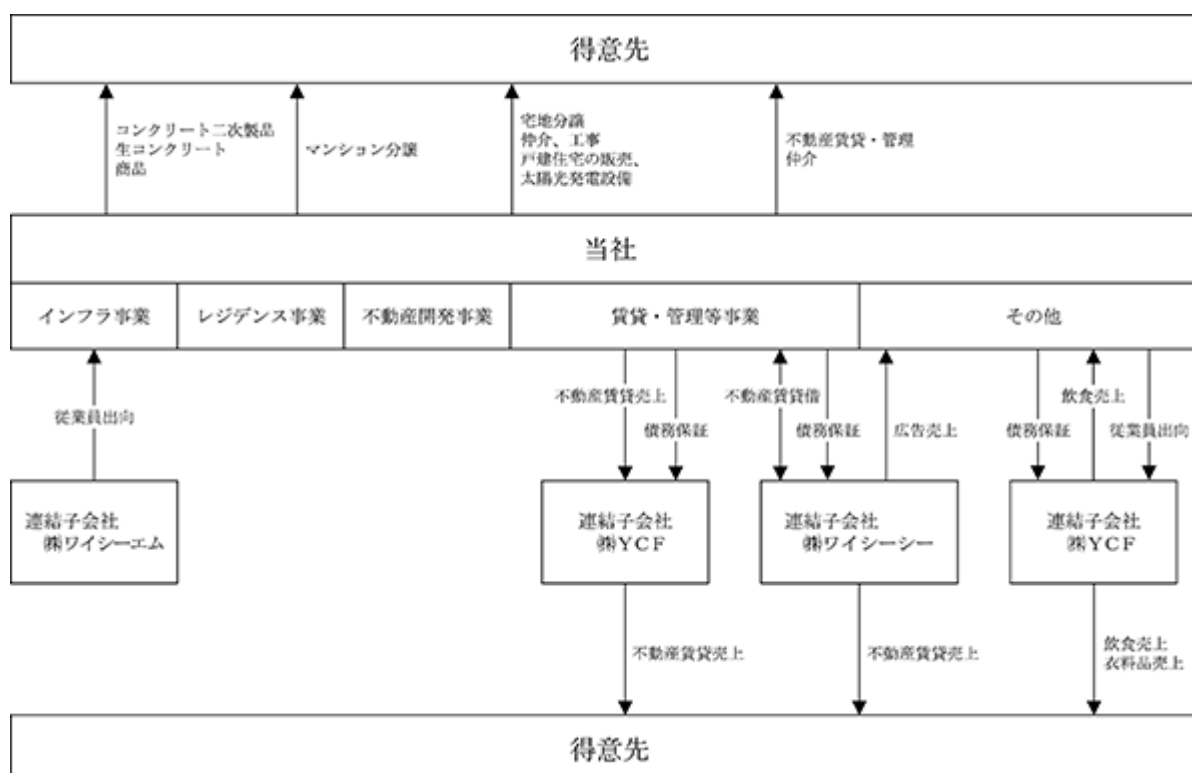 得意先
コンクリート二次製品
生コンクリート
商品
マンション分譲
宅地分譲
仲介、工事
戸建住宅の販売、
太陽光発電設備
不動産賃貸・管理
仲介
当社
インフラ事業
レジデンス事業
不動産開発事業
賃貸・管理等事業
その他
従業員出向
不動産賃貸売上
債務保証
不動産賃貸借
債務保証
広告売上
債務保証
飲食売上
従業員出向
連結子会社
㈱ワイシーエム
連結子会社
㈱YCF
連結子会社
㈱ワイシーシー
連結子会社
㈱YCF
不動産賃貸売上
不動産賃貸売上
飲食売上
衣料品売上
得意先